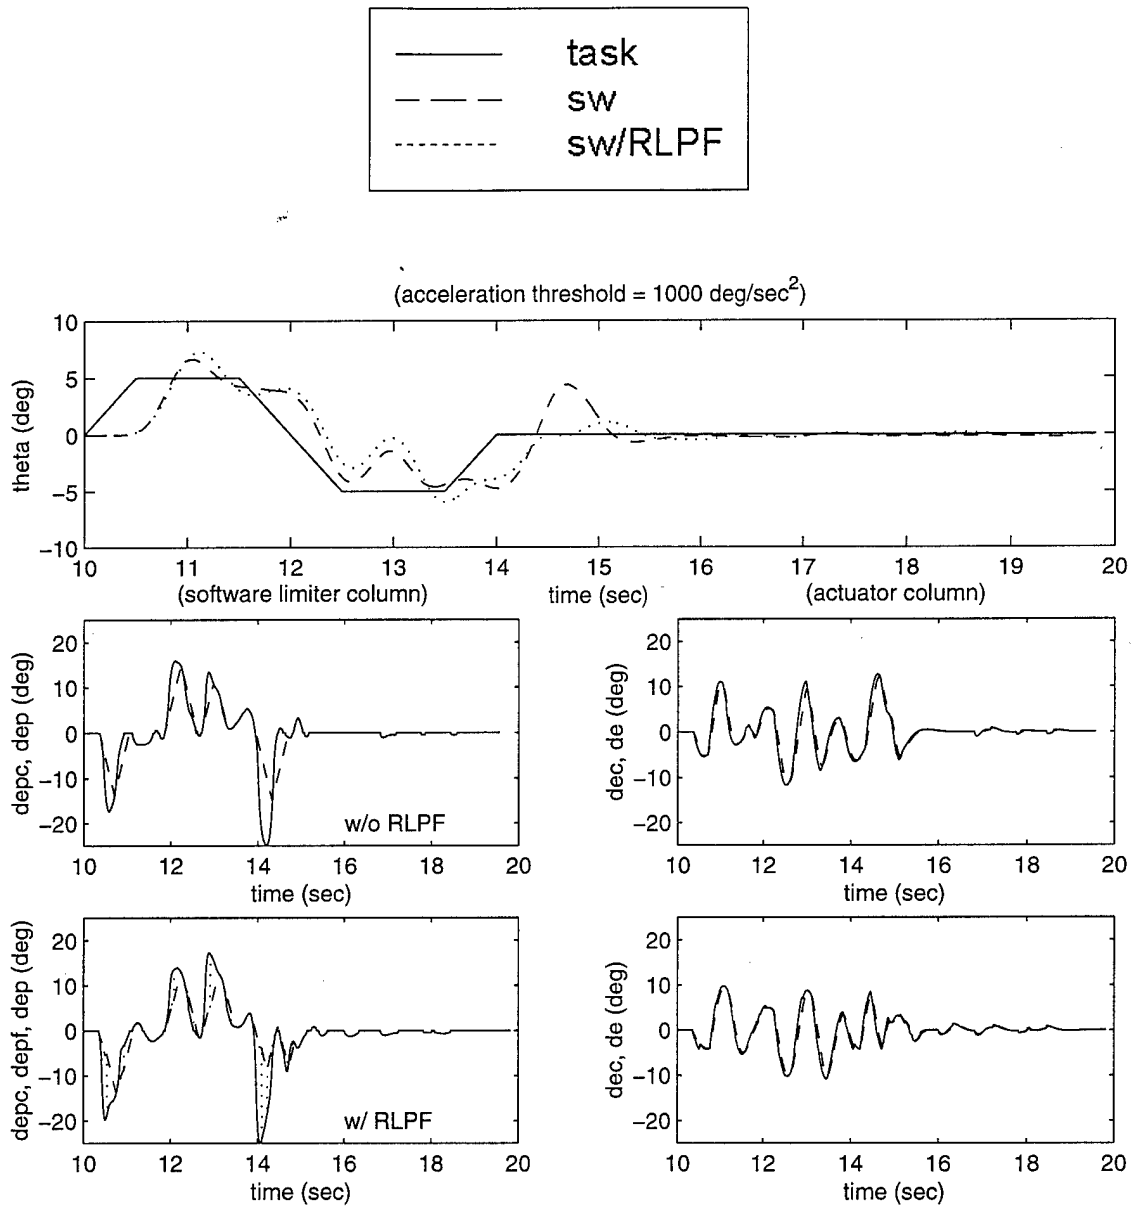 task
sw
sw/RLPF
(acceleration threshold = 1000 deg/sec²)
10
5
0
−5
−10
theta (deg)
10 11 12 13 14 15 16 17 18 19 20
(software limiter column) time (sec) (actuator column)
20
10
0
−10
−20
depc, dep (deg)
w/o RLPF
10 12 14 16 18 20
time (sec)
20
10
0
−10
−20
dec, de (deg)
10 12 14 16 18 20
time (sec)
20
10
0
−10
−20
depc, depf, dep (deg)
w/ RLPF
10 12 14 16 18 20
time (sec)
20
10
0
−10
−20
dec, de (deg)
10 12 14 16 18 20
time (sec)